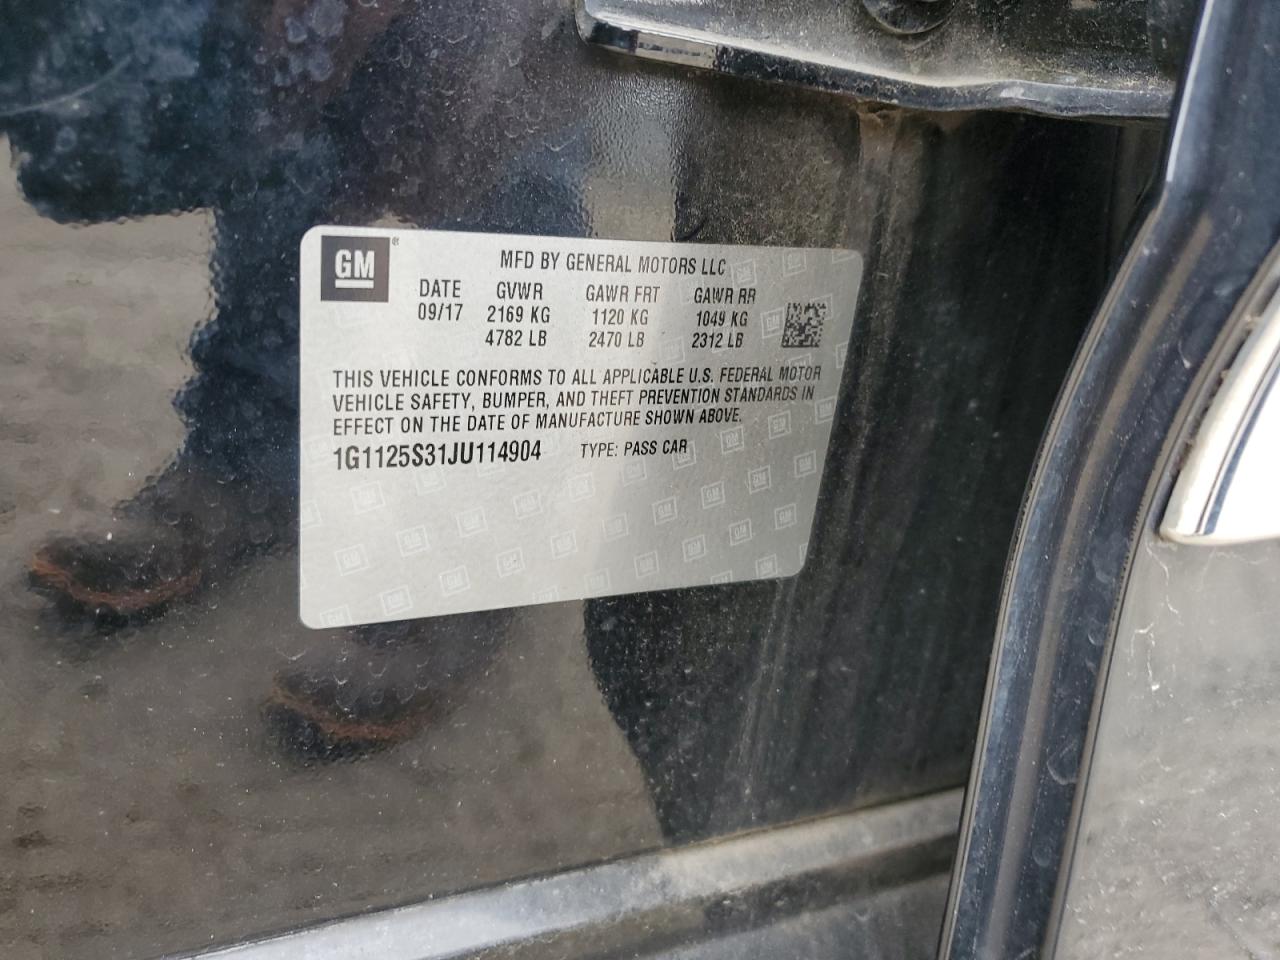 GM ®
MFD BY GENERAL MOTORS LLC
DATE GVWR GAWR FRT GAWR RR
09/17 2169 KG 1120 KG 1049 KG
4782 LB 2470 LB 2312 LB
THIS VEHICLE CONFORMS TO ALL APPLICABLE U.S. FEDERAL MOTOR
VEHICLE SAFETY, BUMPER, AND THEFT PREVENTION STANDARDS IN
EFFECT ON THE DATE OF MANUFACTURE SHOWN ABOVE.
1G1125S31JU114904 TYPE: PASS CAR